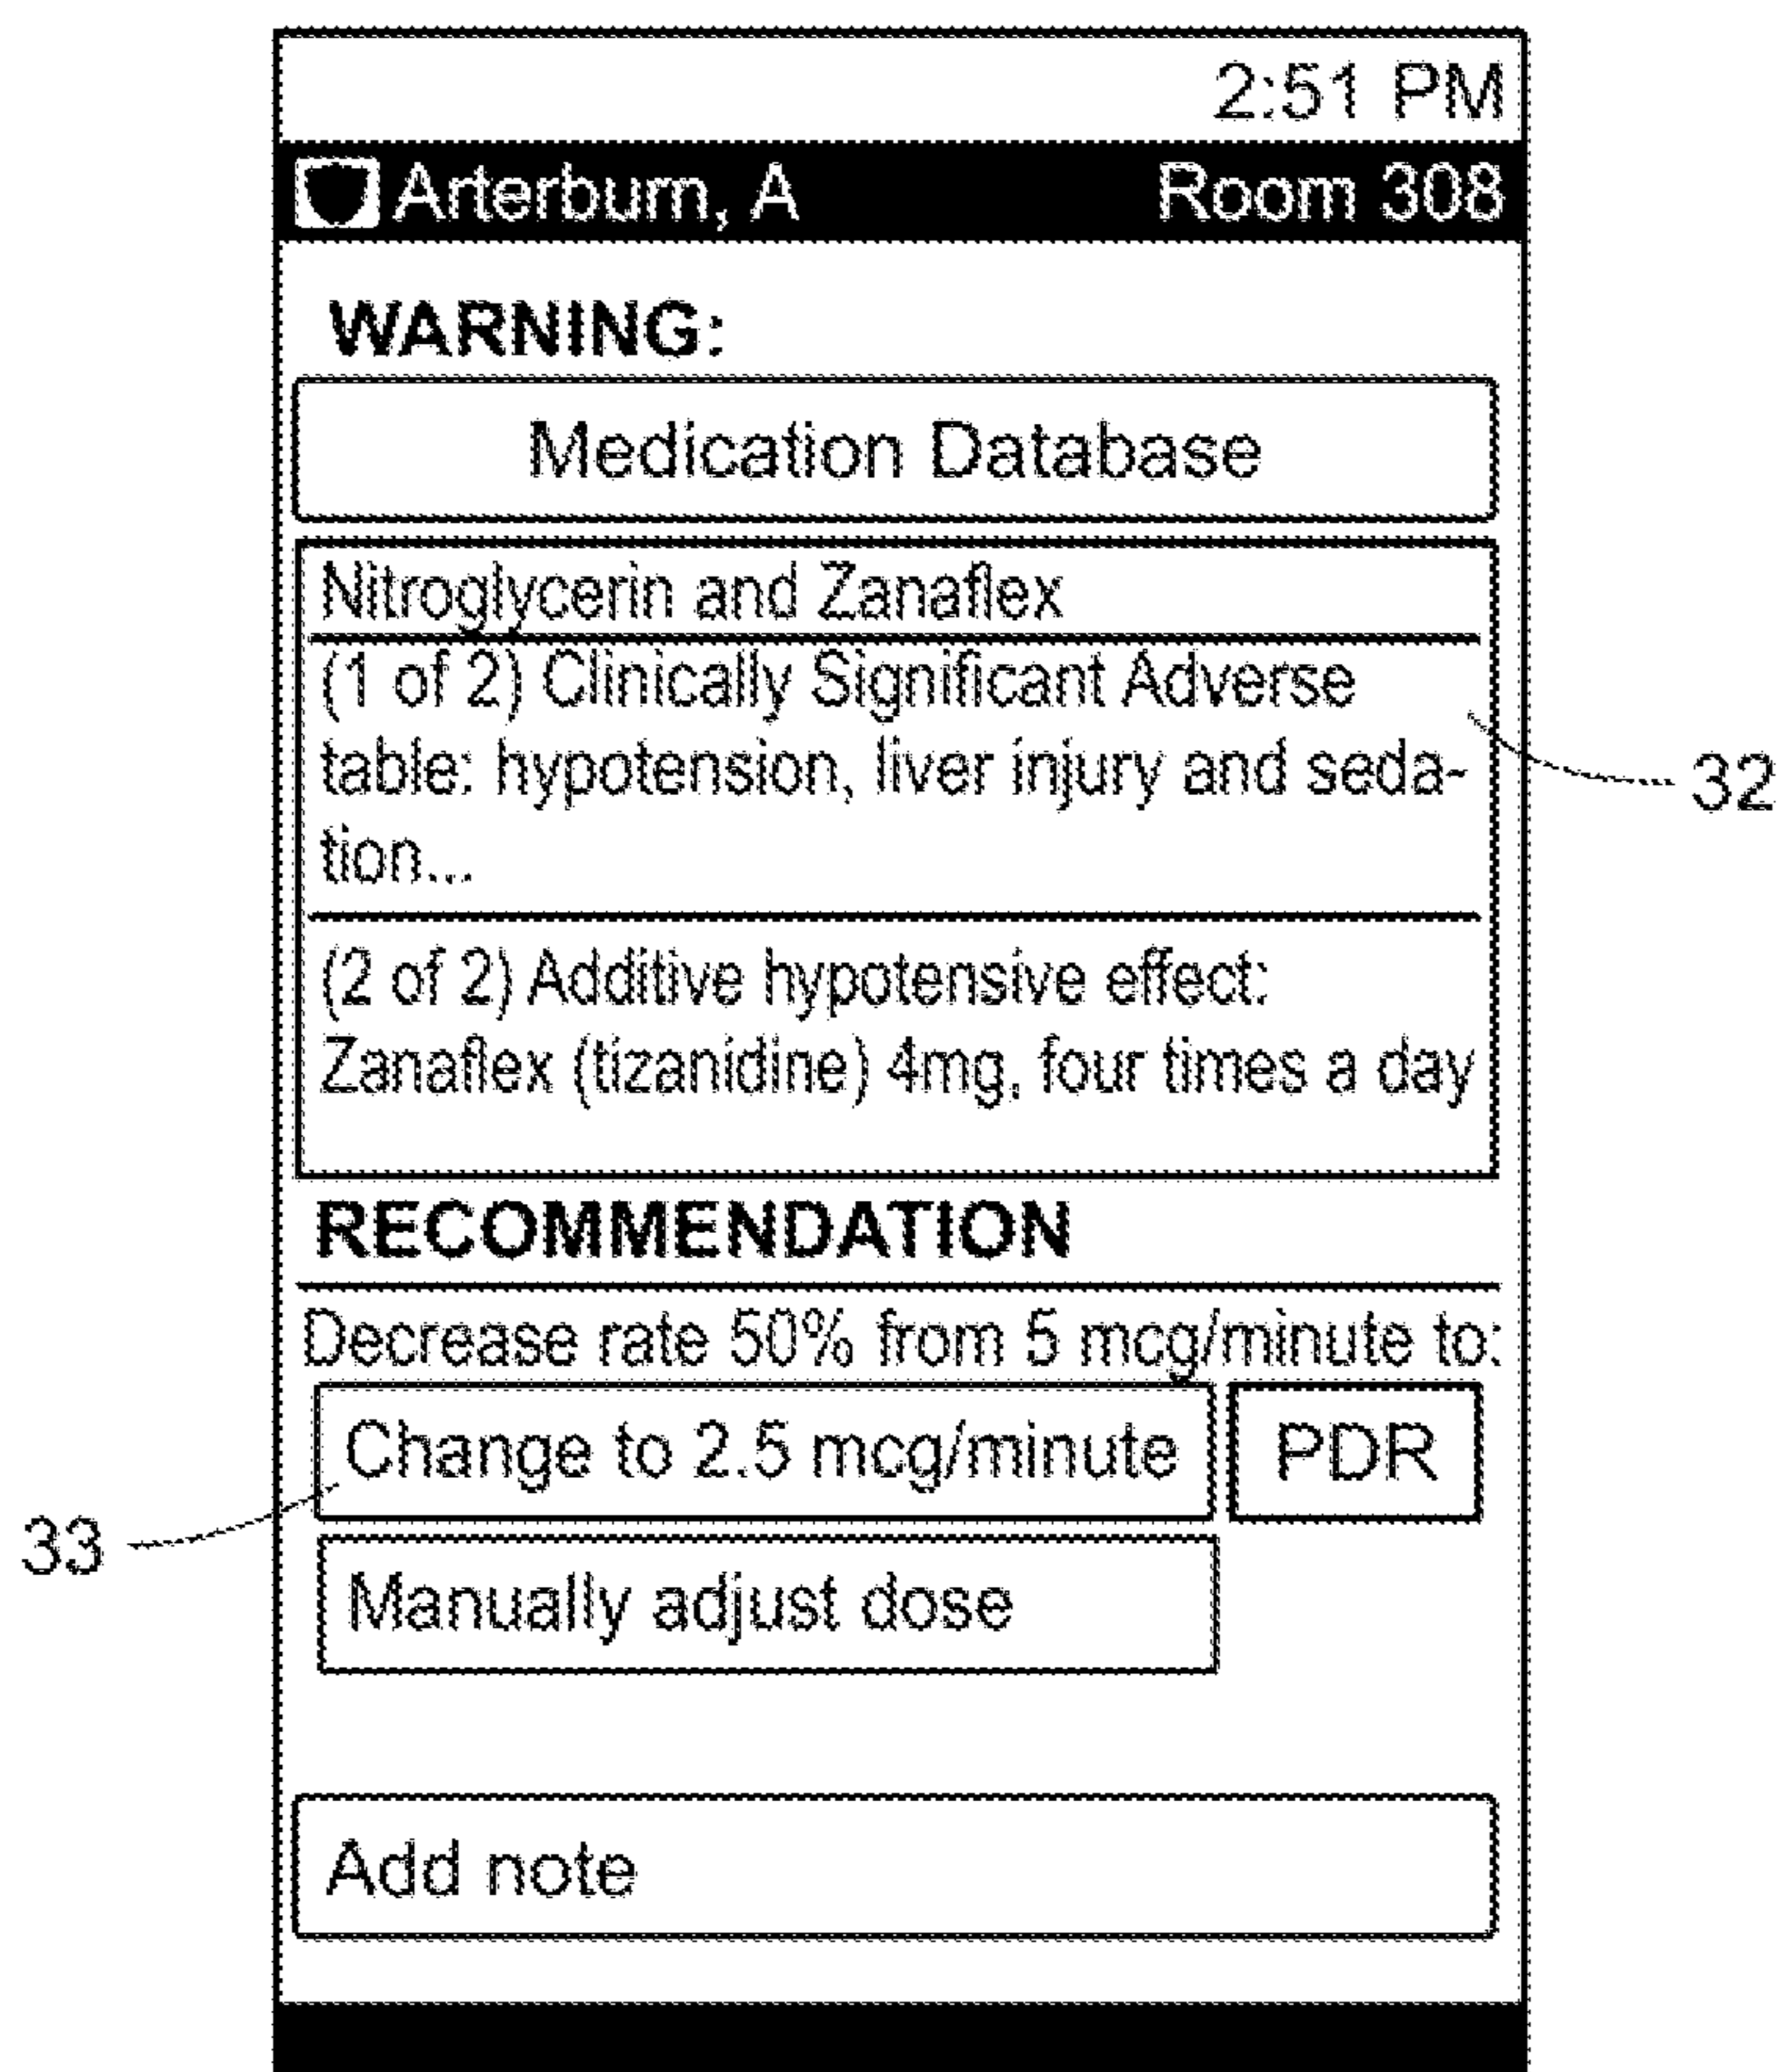 2:51 PM
Arterburn, A Room 308
WARNING:
Medication Database
Nitroglycerin and Zanaflex
(1 of 2) Clinically Significant Adverse
table: hypotension, liver injury and seda-
tion...
32
(2 of 2) Additive hypotensive effect:
Zanaflex (tizanidine) 4mg, four times a day
RECOMMENDATION
Decrease rate 50% from 5 mcg/minute to:
Change to 2.5 mcg/minute PDR
33
Manually adjust dose
Add note